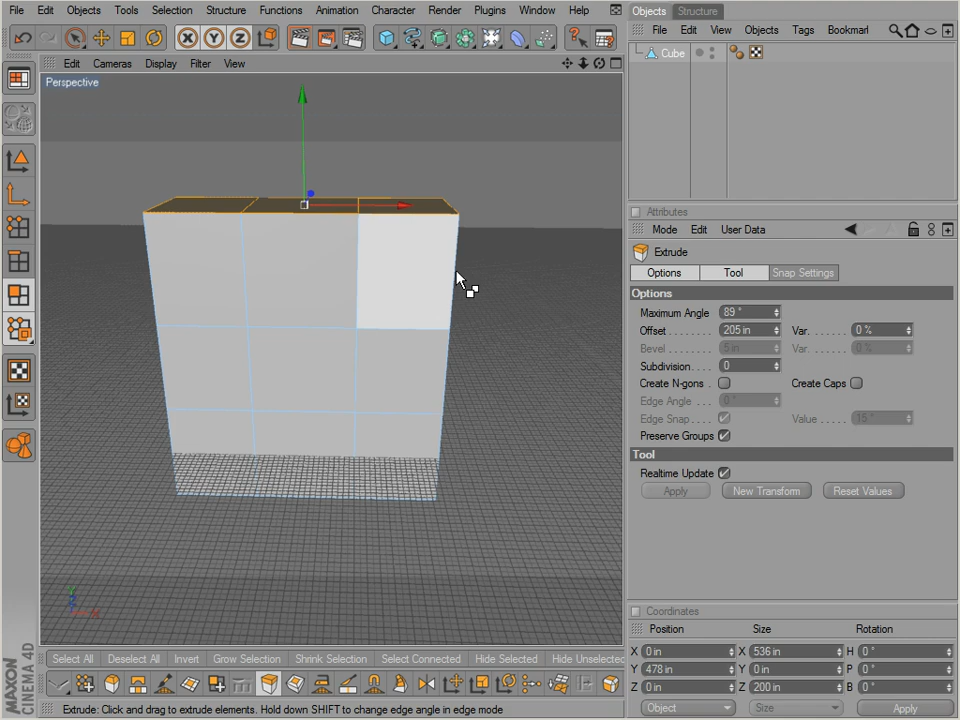 File Edit Objects Tools Selection Structure Functions Animation Character Render Plugins Window Help
Objects Structure
File Edit View Objects Tags Bookmark
Cube
Edit Cameras Display Filter View
Perspective
Attributes
Mode Edit User Data
Extrude
Options Tool Snap Settings
Options
Maximum Angle 89 °
Offset 205 in Var. 0 %
Bevel 5 in Var. 0 %
Subdivision 0
Create N-gons Create Caps
Edge Angle 0 °
Edge Snap Value 15 °
Preserve Groups
Tool
Realtime Update
Apply New Transform Reset Values
Coordinates
Position Size Rotation
X 0 in X 536 in H 0 °
Y 478 in Y 0 in P 0 °
Z 0 in Z 200 in B 0 °
Object Size Apply
Select All Deselect All Invert Grow Selection Shrink Selection Select Connected Hide Selected Hide Unselected
MAXON
CINEMA 4D
Extrude: Click and drag to extrude elements. Hold down SHIFT to change edge angle in edge mode